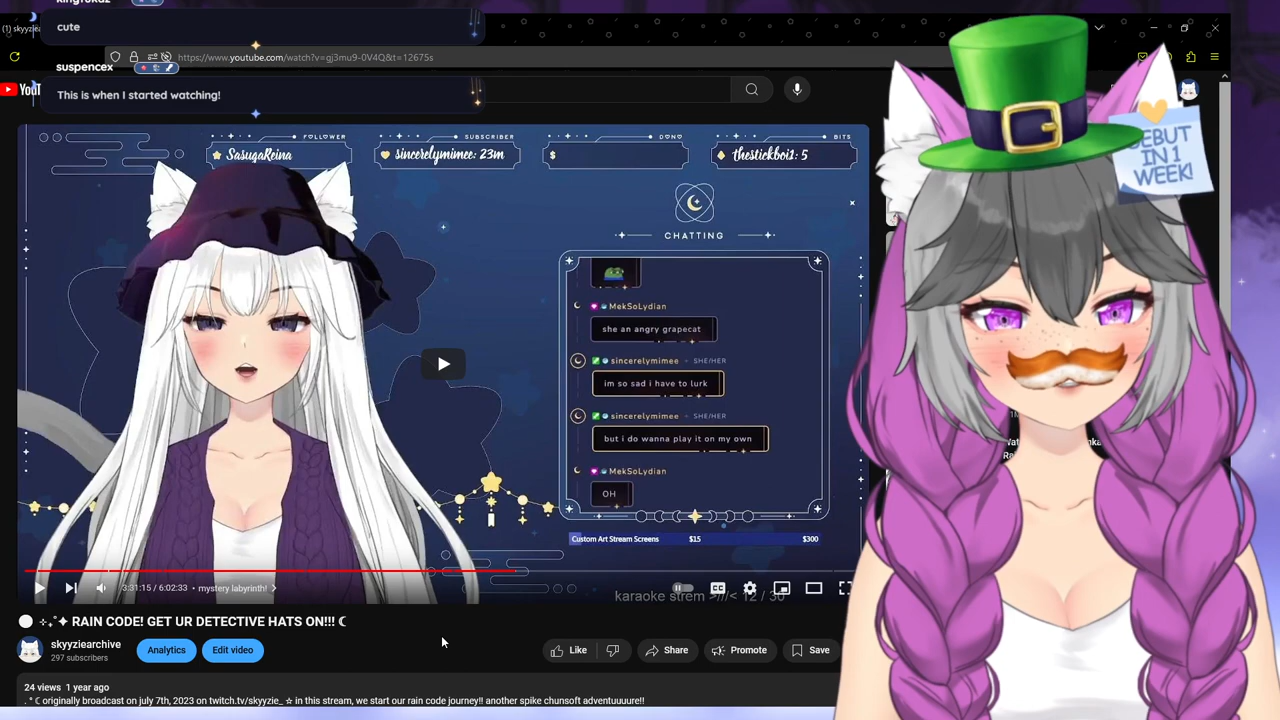 cute
suspencex
This is when I started watching!
https://www.youtube.com/watch?v=gj3mu9-0V4Q&t=12675s
FOLLOWER
SasugaReina
SUBSCRIBER
sincerelymimee: 23m
DONO
$
BITS
thestickboi1: 5
DEBUT
IN 1
WEEK!
CHATTING
MekSoLydian
she an angry grapecat
sincerelymimee - SHE/HER
im so sad i have to lurk
sincerelymimee - SHE/HER
but i do wanna play it on my own
MekSoLydian
OH
Custom Art Stream Screens $15 $300
3:31:15 / 6:02:33 • mystery labyrinth!
karaoke strem >///< 12 / 30
RAIN CODE! GET UR DETECTIVE HATS ON!!! ☾
skyyziearchive
297 subscribers
Analytics
Edit video
Like
Share
Promote
Save
24 views 1 year ago
. ° ☾ originally broadcast on july 7th, 2023 on twitch.tv/skyyzie_ ☆ in this stream, we start our rain code journey!! another spike chunsoft adventuuuure!!